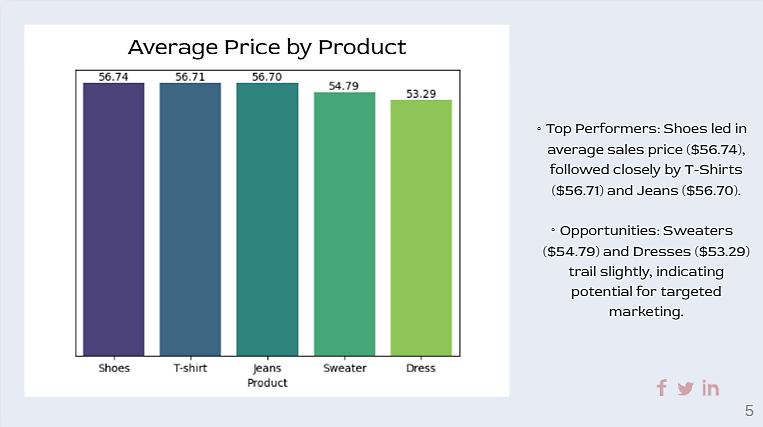 Average Price by Product
56.74 56.71 56.70 54.79 53.29
Shoes T-shirt Jeans Sweater Dress
Product
◦ Top Performers: Shoes led in
average sales price ($56.74),
followed closely by T-Shirts
($56.71) and Jeans ($56.70).
◦ Opportunities: Sweaters
($54.79) and Dresses ($53.29)
trail slightly, indicating
potential for targeted
marketing.
5